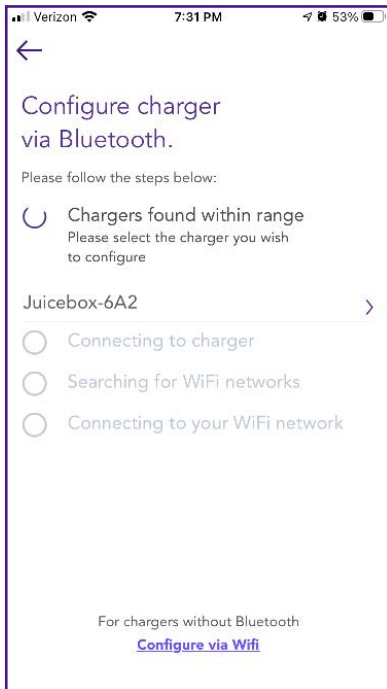 Verizon 7:31 PM 53%
Configure charger
via Bluetooth.
Please follow the steps below:
Chargers found within range
Please select the charger you wish
to configure
Juicebox-6A2
Connecting to charger
Searching for WiFi networks
Connecting to your WiFi network
For chargers without Bluetooth
Configure via Wifi